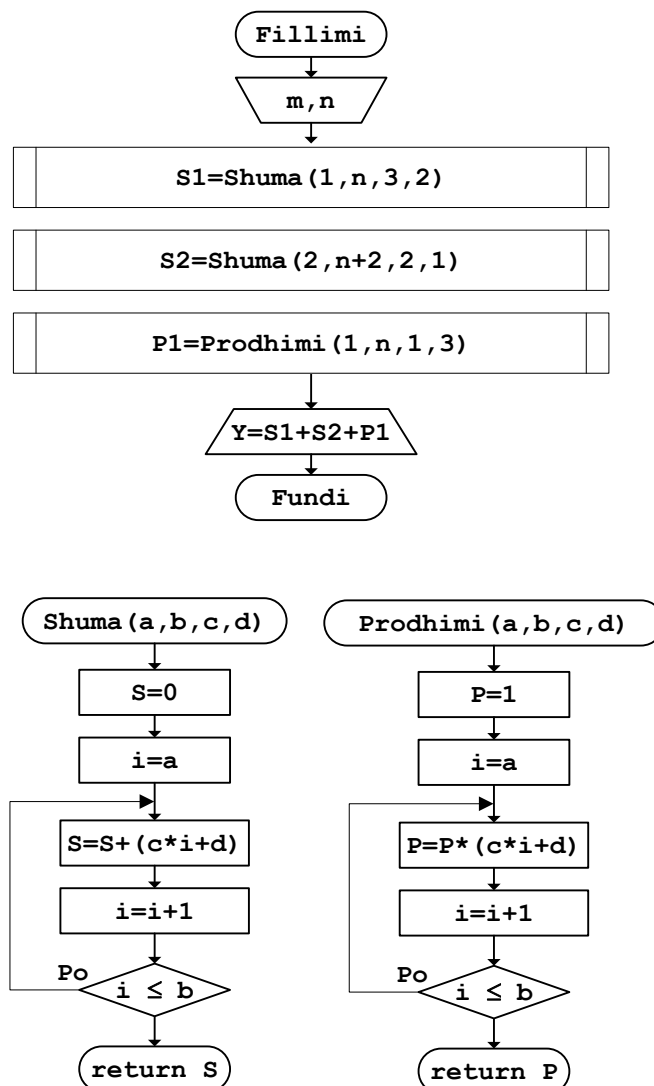 Fillimi
m,n
S1=Shuma(1,n,3,2)
S2=Shuma(2,n+2,2,1)
P1=Prodhimi(1,n,1,3)
Y=S1+S2+P1
Fundi
Shuma(a,b,c,d)
S=0
i=a
S=S+(c*i+d)
i=i+1
Po
i ≤ b
return S
Prodhimi(a,b,c,d)
P=1
i=a
P=P*(c*i+d)
i=i+1
Po
i ≤ b
return P